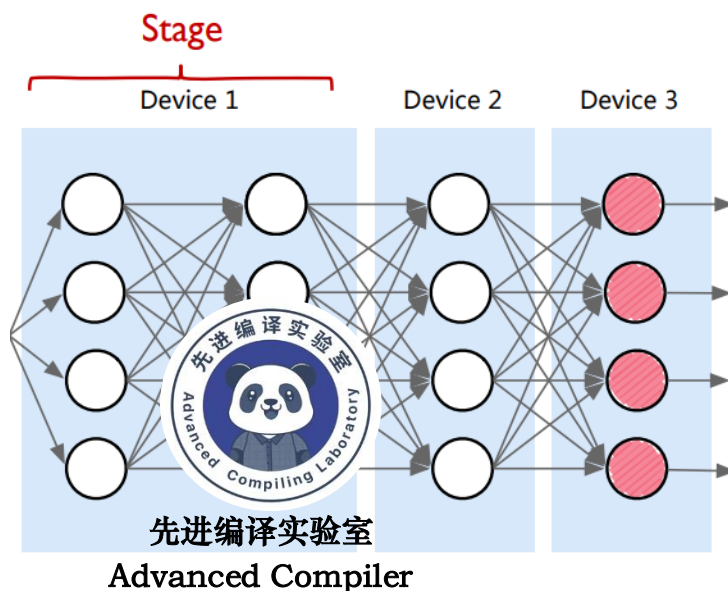 Stage
Device 1
Device 2
Device 3
先进编译实验室
Advanced Compiling Laboratory
先进编译实验室
Advanced Compiler